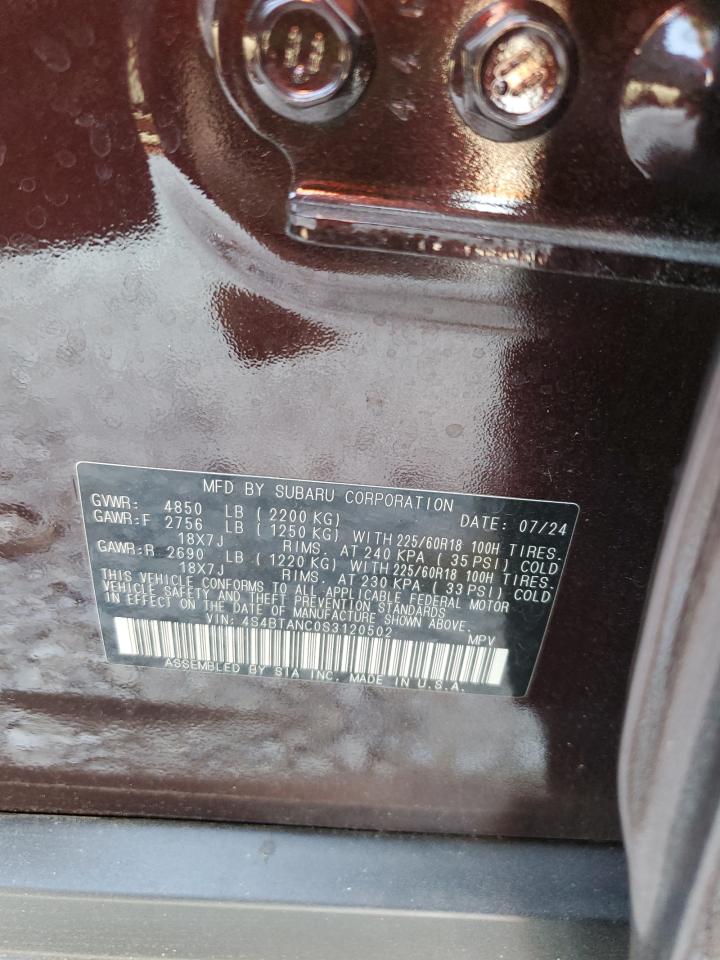 MFD BY SUBARU CORPORATION
GVWR: 4850 LB (2200 KG) DATE: 07/24
GAWR:F 2756 LB (1250 KG) WITH 225/60R18 100H TIRES.
18X7J RIMS. AT 240 KPA (35 PSI) COLD
GAWR:R 2690 LB (1220 KG) WITH 225/60R18 100H TIRES.
18X7J RIMS. AT 230 KPA (33 PSI) COLD
THIS VEHICLE CONFORMS TO ALL APPLICABLE FEDERAL MOTOR
VEHICLE SAFETY AND THEFT PREVENTION STANDARDS
IN EFFECT ON THE DATE OF MANUFACTURE SHOWN ABOVE.
VIN: 4S4BTANC0S3120502 MPV
ASSEMBLED BY SIA INC. MADE IN U.S.A.